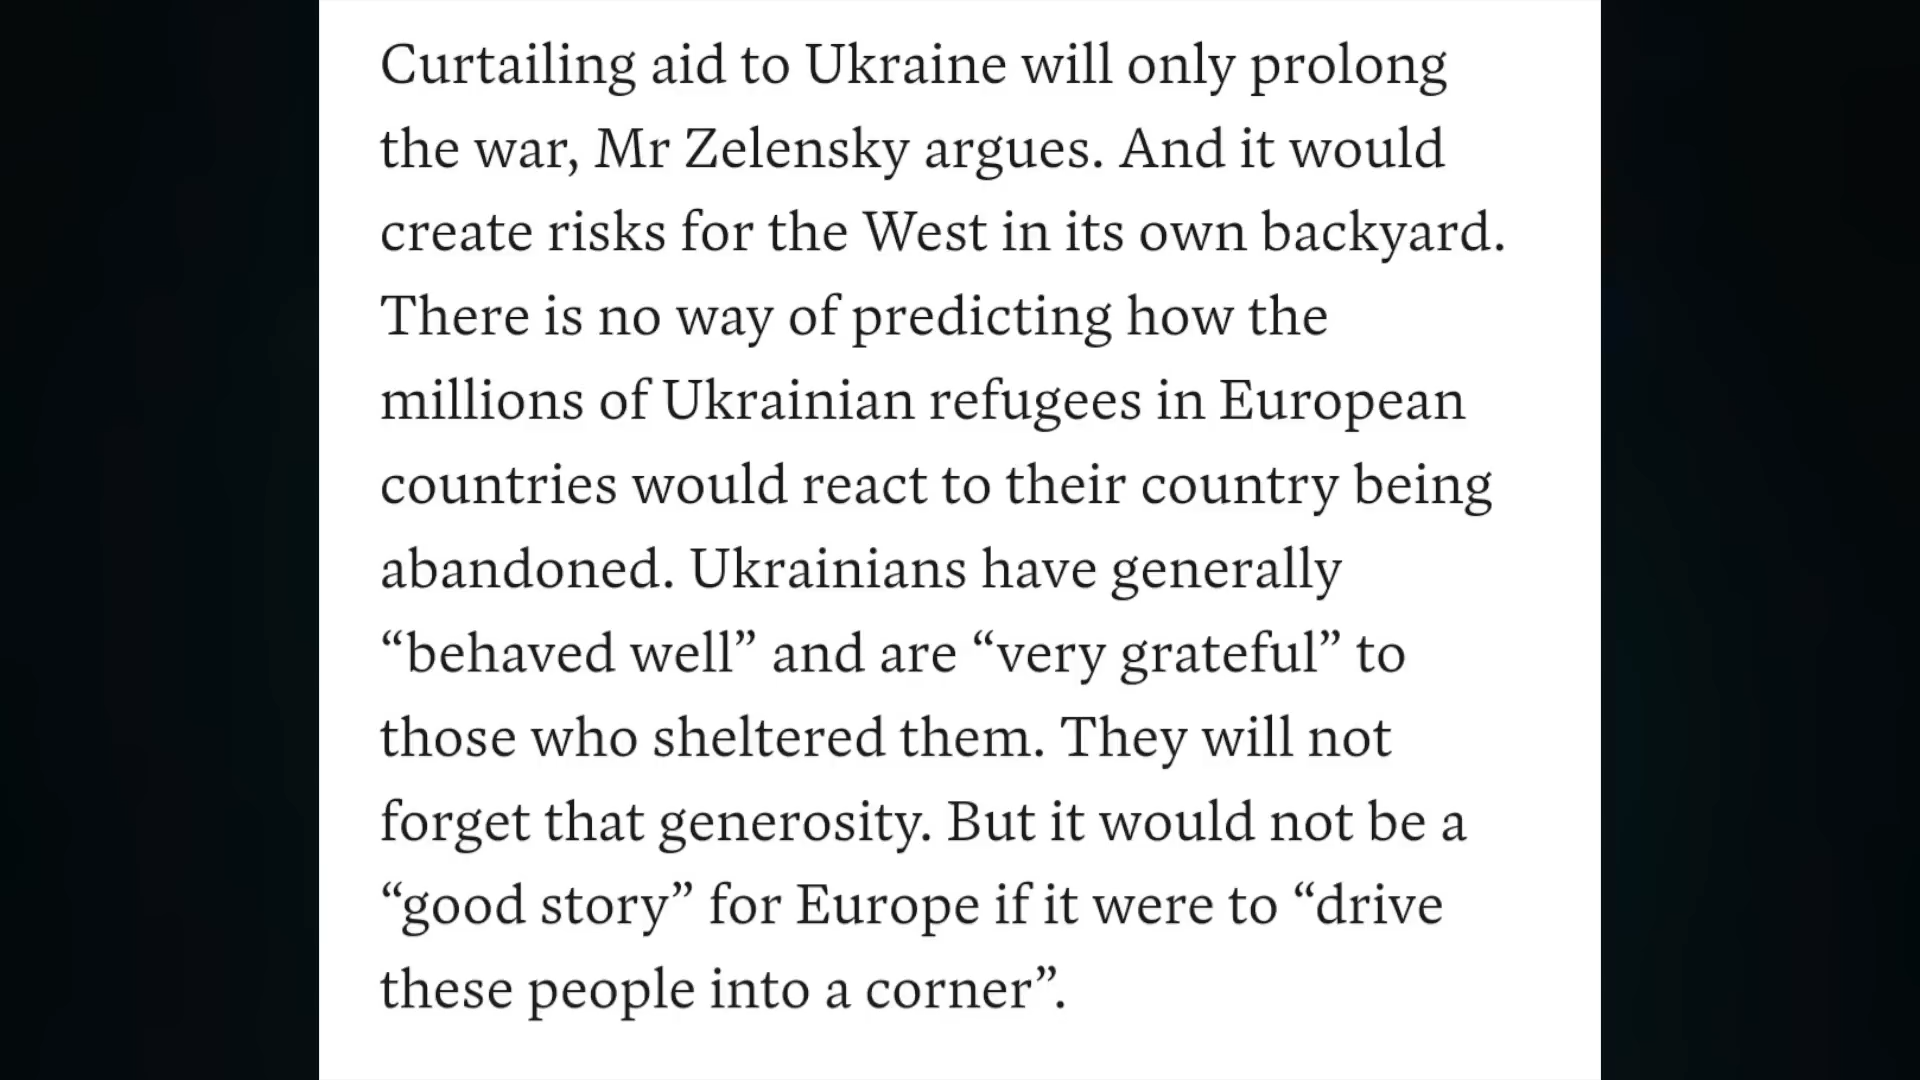 Curtailing aid to Ukraine will only prolong
the war, Mr Zelensky argues. And it would
create risks for the West in its own backyard.
There is no way of predicting how the
millions of Ukrainian refugees in European
countries would react to their country being
abandoned. Ukrainians have generally
“behaved well” and are “very grateful” to
those who sheltered them. They will not
forget that generosity. But it would not be a
“good story” for Europe if it were to “drive
these people into a corner”.